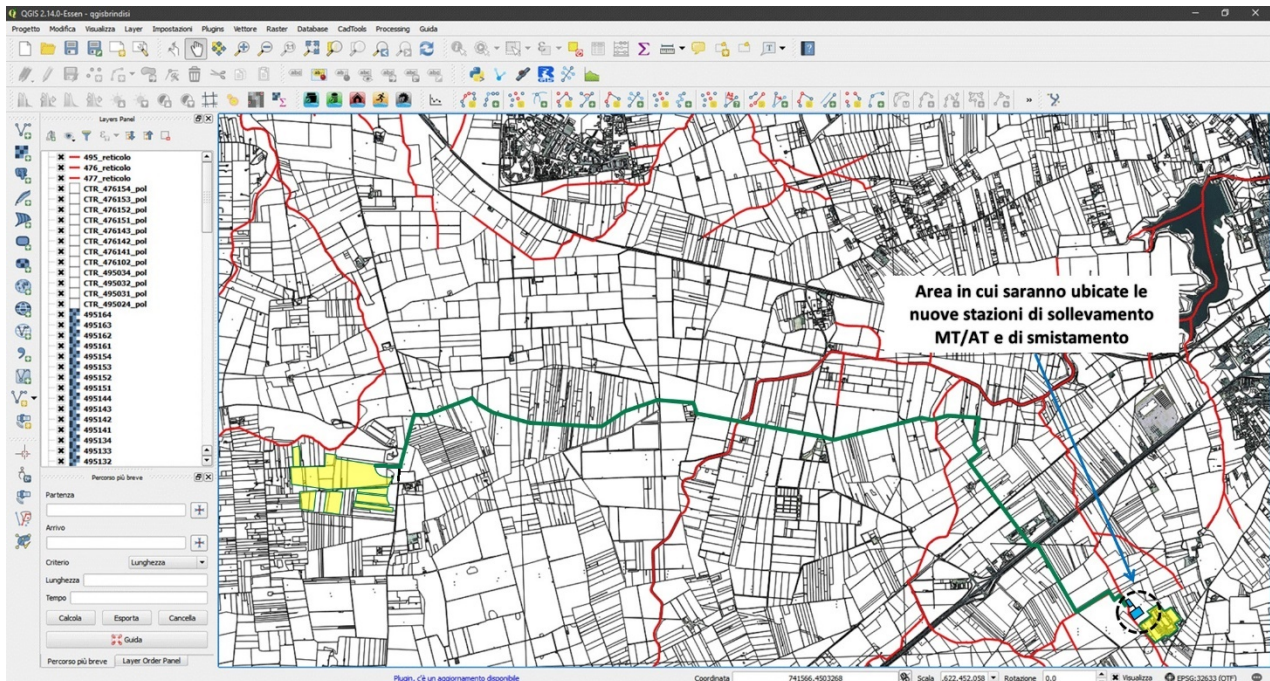 QGIS 2.14.0-Essen - qgisbrindisi
Progetto Modifica Visualizza Layer Impostazioni Plugins Vettore Raster Database CadTools Processing Guida
Layers Panel
495_reticolo
476_reticolo
477_reticolo
CTR_476154_pol
CTR_476153_pol
CTR_476152_pol
CTR_476151_pol
CTR_476143_pol
CTR_476142_pol
CTR_476141_pol
CTR_476102_pol
CTR_495034_pol
CTR_495032_pol
CTR_495031_pol
CTR_495024_pol
495164
495163
495162
495161
495154
495153
495152
495151
495144
495143
495142
495141
495134
495133
495132
Area in cui saranno ubicate le
nuove stazioni di sollevamento
MT/AT e di smistamento
Percorso più breve
Partenza
Arrivo
Criterio Lunghezza
Lunghezza
Tempo
Calcola Esporta Cancella
Guida
Percorso più breve Layer Order Panel
Plugin, c'è un aggiornamento disponibile
Coordinata 741566,4503268 Scala .622.452.058 Rotazione 0,0 Visualizza EPSG:32633 (OTF)